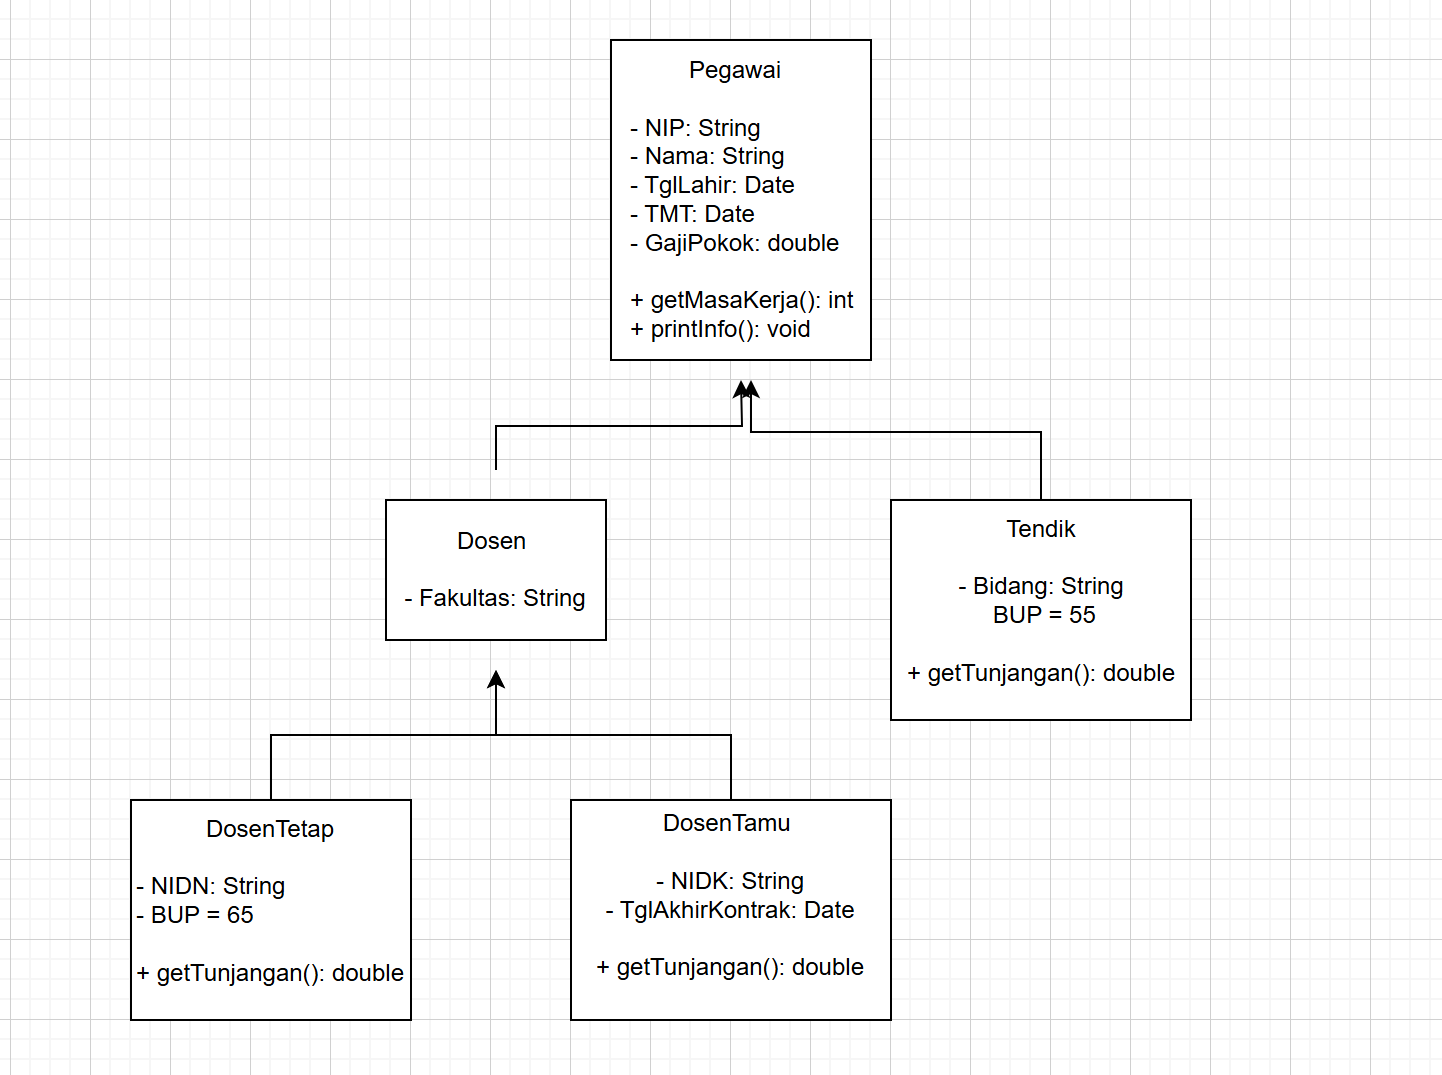 Pegawai
- NIP: String
- Nama: String
- TglLahir: Date
- TMT: Date
- GajiPokok: double
+ getMasaKerja(): int
+ printInfo(): void
Dosen
- Fakultas: String
Tendik
- Bidang: String
BUP = 55
+ getTunjangan(): double
DosenTetap
- NIDN: String
- BUP = 65
+ getTunjangan(): double
DosenTamu
- NIDK: String
- TglAkhirKontrak: Date
+ getTunjangan(): double